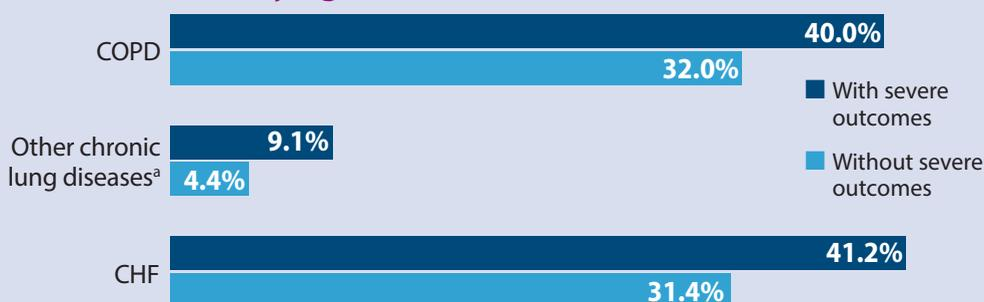 COPD
40.0%
32.0%
With severe
outcomes
Without severe
outcomes
Other chronic
lung diseasesᵃ
9.1%
4.4%
CHF
41.2%
31.4%